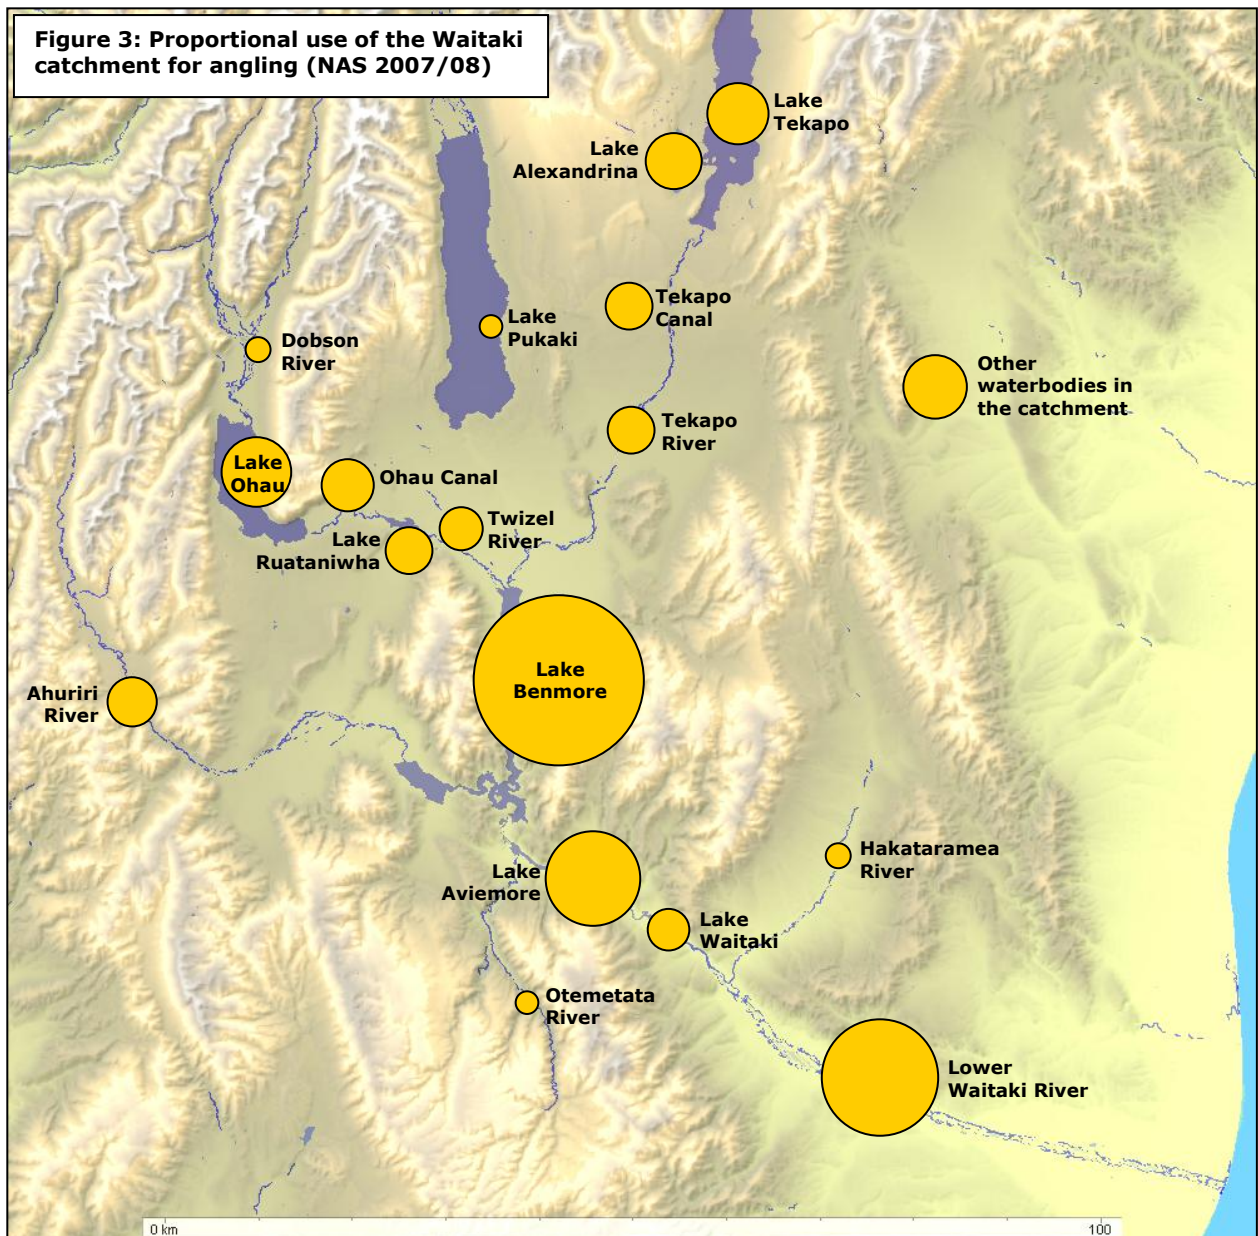 Figure 3: Proportional use of the Waitaki
catchment for angling (NAS 2007/08)
Lake
Tekapo
Lake
Alexandrina
Tekapo
Canal
Lake
Pukaki
Dobson
River
Other
waterbodies in
the catchment
Tekapo
River
Lake
Ohau
Ohau Canal
Twizel
River
Lake
Ruataniwha
Lake
Benmore
Ahuriri
River
Hakataramea
River
Lake
Aviemore
Lake
Waitaki
Otemetata
River
Lower
Waitaki River
0 km
100